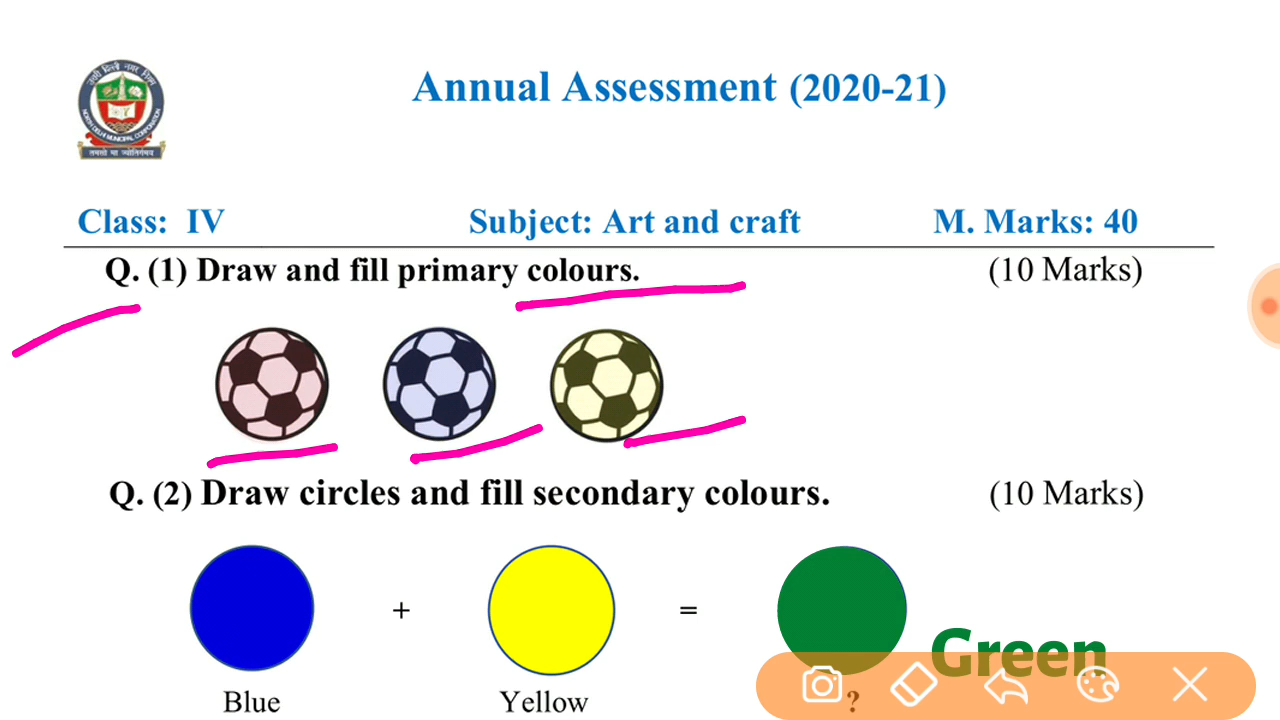 Annual Assessment (2020-21)
Class: IV Subject: Art and craft M. Marks: 40
Q. (1) Draw and fill primary colours. (10 Marks)
Q. (2) Draw circles and fill secondary colours. (10 Marks)
+ =
Green
Blue Yellow ?